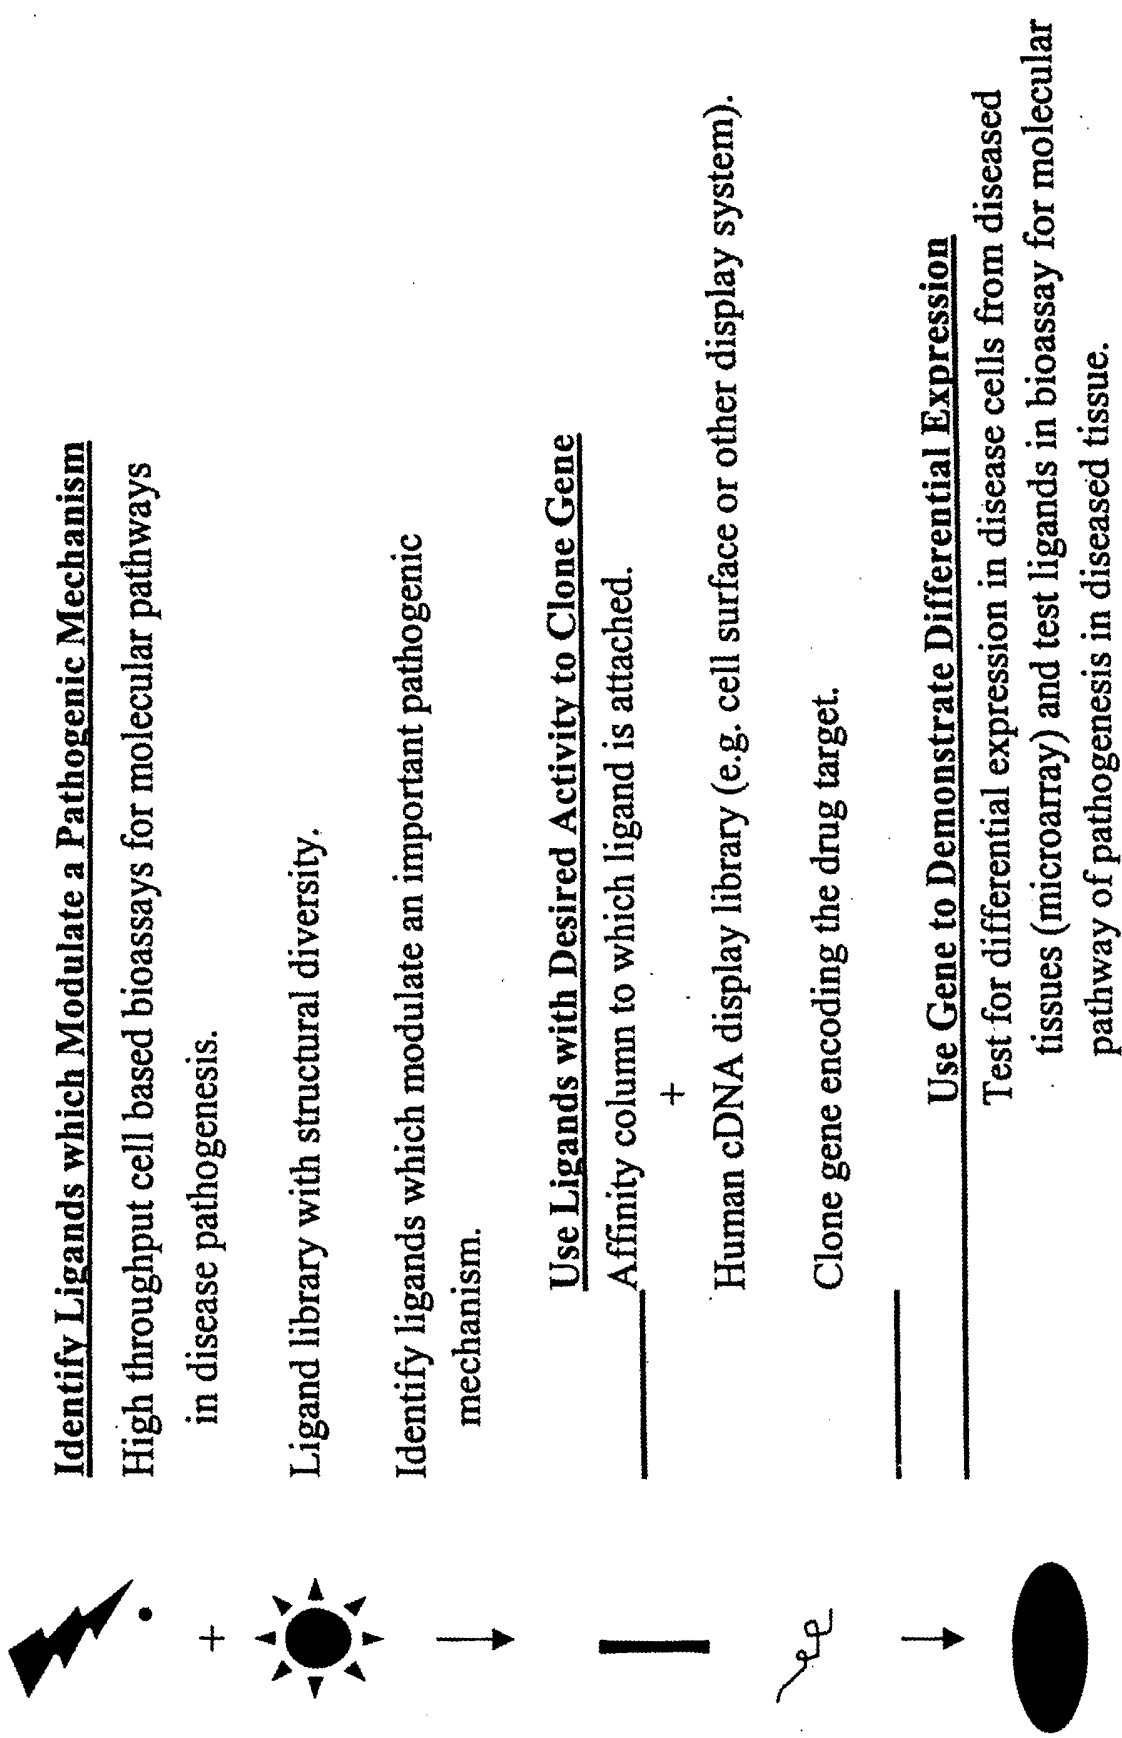 Identify Ligands which Modulate a Pathogenic Mechanism
High throughput cell based bioassays for molecular pathways
in disease pathogenesis.
+
Ligand library with structural diversity.
Identify ligands which modulate an important pathogenic
mechanism.
Use Ligands with Desired Activity to Clone Gene
Affinity column to which ligand is attached.
+
Human cDNA display library (e.g. cell surface or other display system).
Clone gene encoding the drug target.
Use Gene to Demonstrate Differential Expression
Test for differential expression in disease cells from diseased
tissues (microarray) and test ligands in bioassay for molecular
pathway of pathogenesis in diseased tissue.